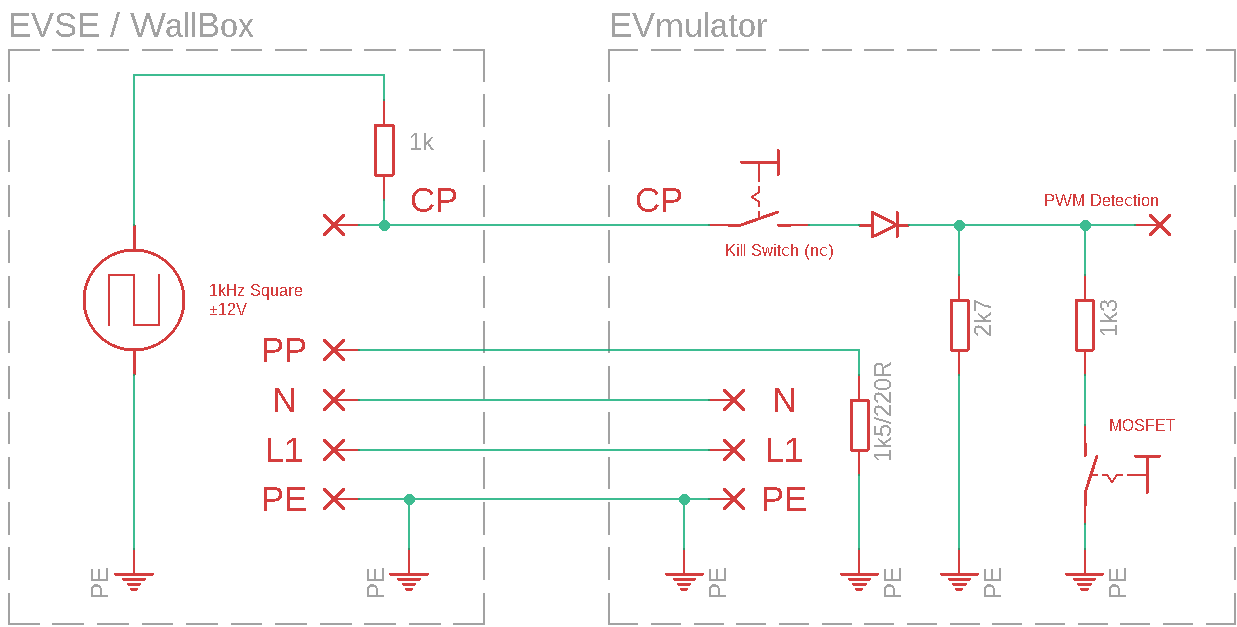 EVSE / WallBox
EVmulator
1k
CP
CP
PWM Detection
Kill Switch (nc)
1kHz Square
±12V
2k7
1k3
PP
N
N
1k5/220R
MOSFET
L1
L1
PE
PE
PE
PE
PE
PE
PE
PE